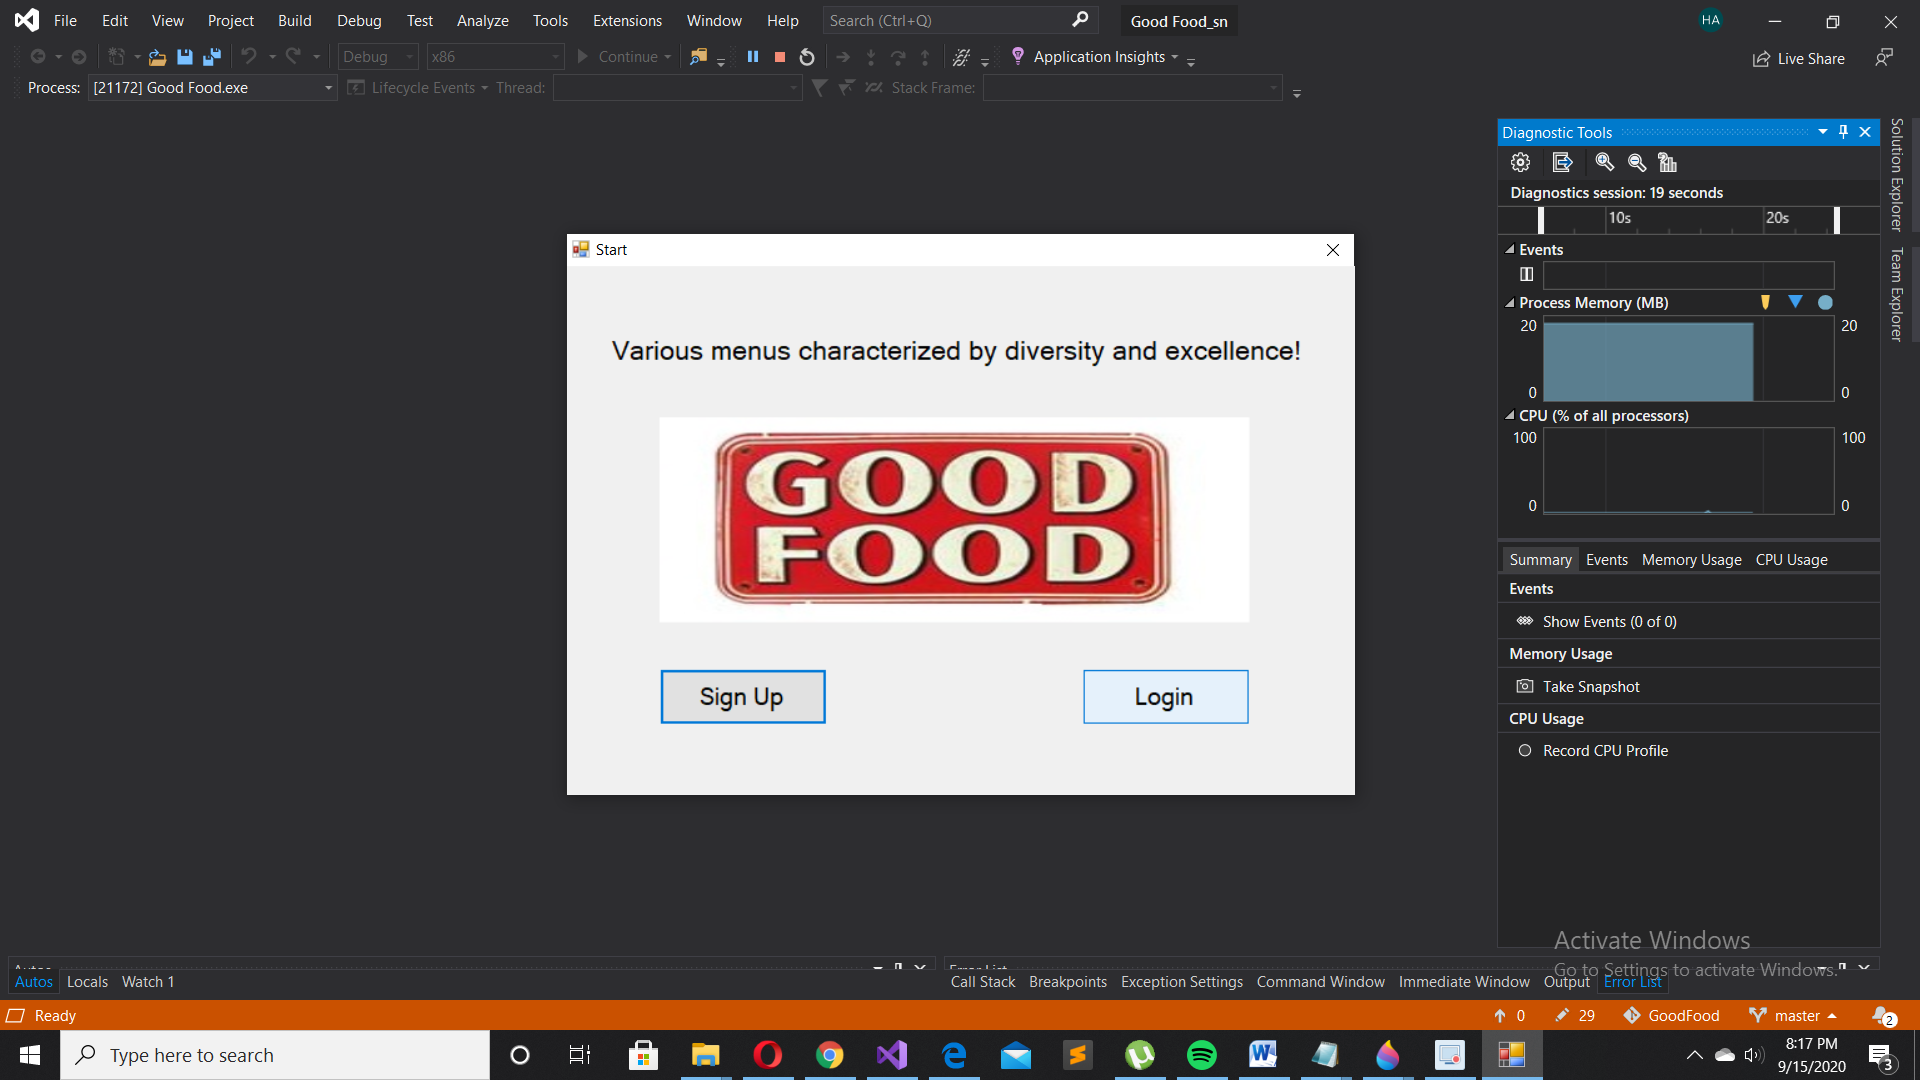 File Edit View Project Build Debug Test Analyze Tools Extensions Window Help Search (Ctrl+Q) Good Food_sn HA
Debug x86 Continue Application Insights Live Share
Process: [21172] Good Food.exe Lifecycle Events Thread: Stack Frame:
Solution Explorer
Team Explorer
Diagnostic Tools
Diagnostics session: 19 seconds
10s 20s
Events
Process Memory (MB)
20 20
0 0
CPU (% of all processors)
100 100
0 0
Summary Events Memory Usage CPU Usage
Events
Show Events (0 of 0)
Memory Usage
Take Snapshot
CPU Usage
Record CPU Profile
Start
Various menus characterized by diversity and excellence!
GOOD
FOOD
Sign Up Login
Activate Windows
Go to Settings to activate Windows.
Autos Error List
Autos Locals Watch 1 Call Stack Breakpoints Exception Settings Command Window Immediate Window Output Error List
Ready 0 29 GoodFood master 2
Type here to search
8:17 PM
9/15/2020
3